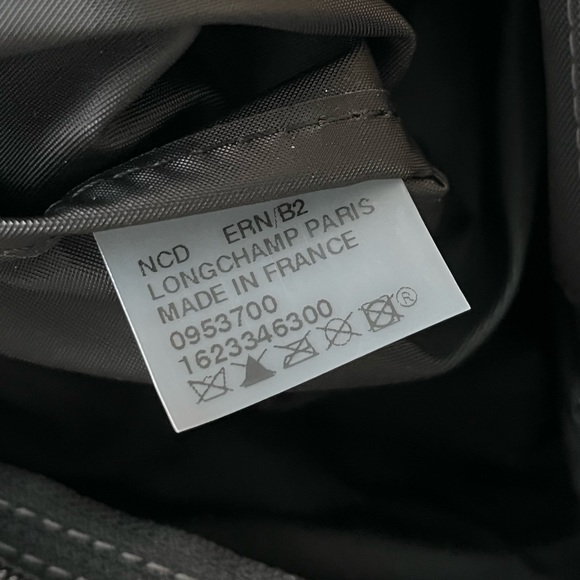 NCD ERN/B2
LONGCHAMP PARIS
MADE IN FRANCE
0953700
1623346300
®